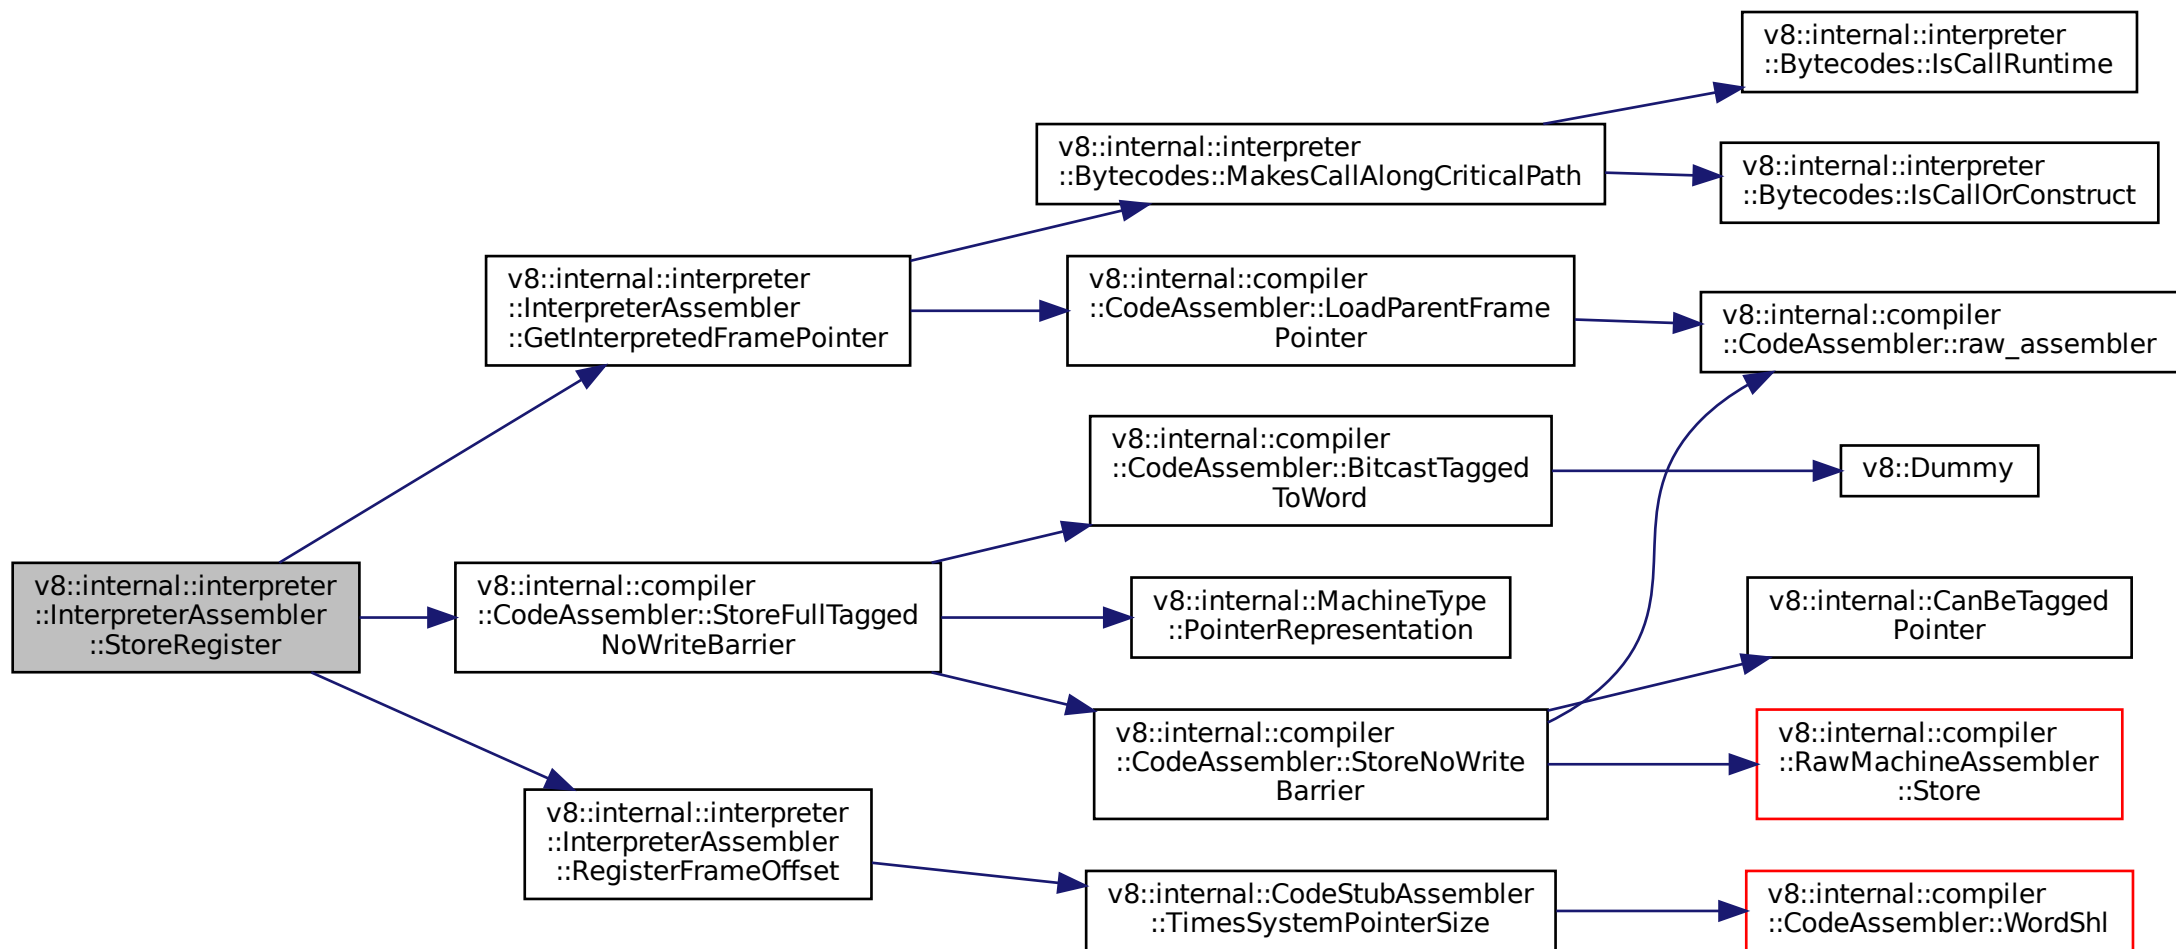 v8::internal::interpreter
::InterpreterAssembler
::StoreRegister
v8::internal::interpreter
::InterpreterAssembler
::GetInterpretedFramePointer
v8::internal::compiler
::CodeAssembler::StoreFullTagged
NoWriteBarrier
v8::internal::interpreter
::InterpreterAssembler
::RegisterFrameOffset
v8::internal::interpreter
::Bytecodes::MakesCallAlongCriticalPath
v8::internal::compiler
::CodeAssembler::LoadParentFrame
Pointer
v8::internal::compiler
::CodeAssembler::BitcastTagged
ToWord
v8::internal::MachineType
::PointerRepresentation
v8::internal::compiler
::CodeAssembler::StoreNoWrite
Barrier
v8::internal::CodeStubAssembler
::TimesSystemPointerSize
v8::internal::interpreter
::Bytecodes::IsCallRuntime
v8::internal::interpreter
::Bytecodes::IsCallOrConstruct
v8::internal::compiler
::CodeAssembler::raw_assembler
v8::Dummy
v8::internal::CanBeTagged
Pointer
v8::internal::compiler
::RawMachineAssembler
::Store
v8::internal::compiler
::CodeAssembler::WordShl